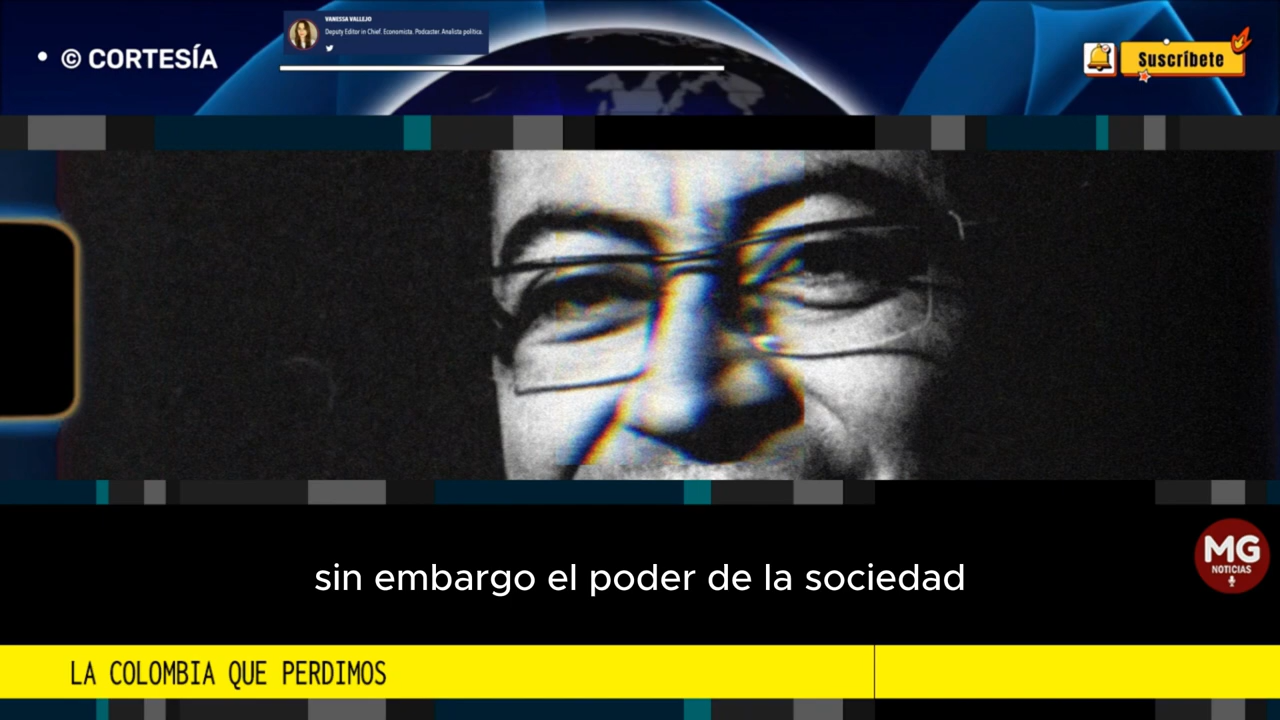 VANESSA VALLEJO
Deputy Editor in Chief. Economista. Podcaster. Analista política.
• © CORTESÍA
Suscríbete
sin embargo el poder de la sociedad
MG
NOTICIAS
LA COLOMBIA QUE PERDIMOS